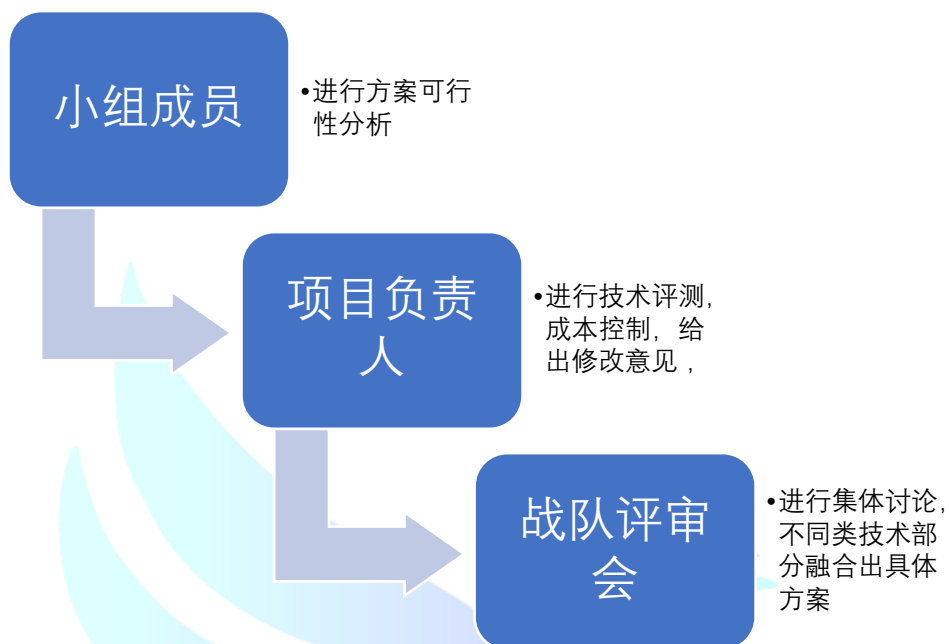 小组成员
•进行方案可行
性分析
项目负责
人
•进行技术评测，
成本控制，给
出修改意见，
战队评审
会
•进行集体讨论，
不同类技术部
分融合出具体
方案